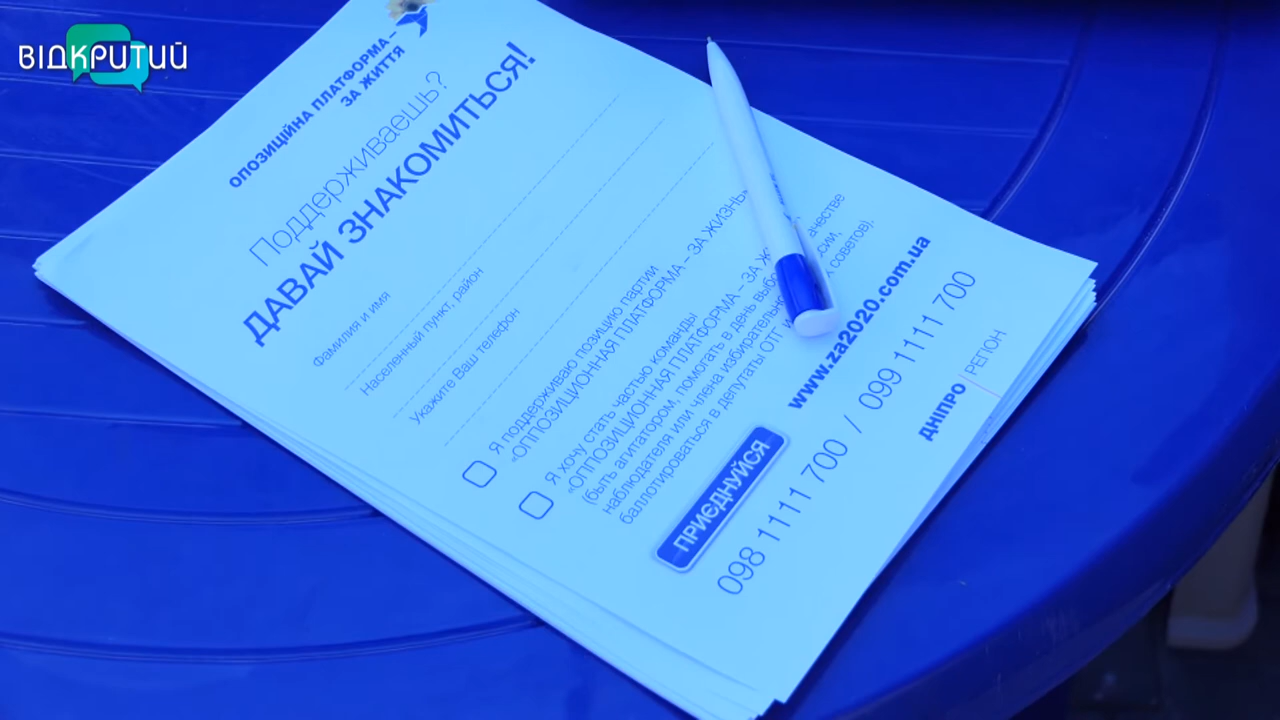 ВІДКРИТИЙ
ОПОЗИЦІЙНА ПЛАТФОРМА –
ЗА ЖИТТЯ
Поддерживаешь?
ДАВАЙ ЗНАКОМИТЬСЯ!
Фамилия и имя
Населенный пункт, район
Укажите Ваш телефон
Я поддерживаю позицию партии
«ОППОЗИЦИОННАЯ ПЛАТФОРМА – ЗА ЖИЗНЬ
Я хочу стать частью команды
«ОППОЗИЦИОННАЯ ПЛАТФОРМА – ЗА
(быть агитатором, помогать в день
наблюдателя или члена
баллотироваться в депутаты ОТГ советов).
ПРИЄДНУЙСЯ
www.za2020.com.ua
098 1111 700 / 099 1111 700
ДНІПРО | РЕГІОН